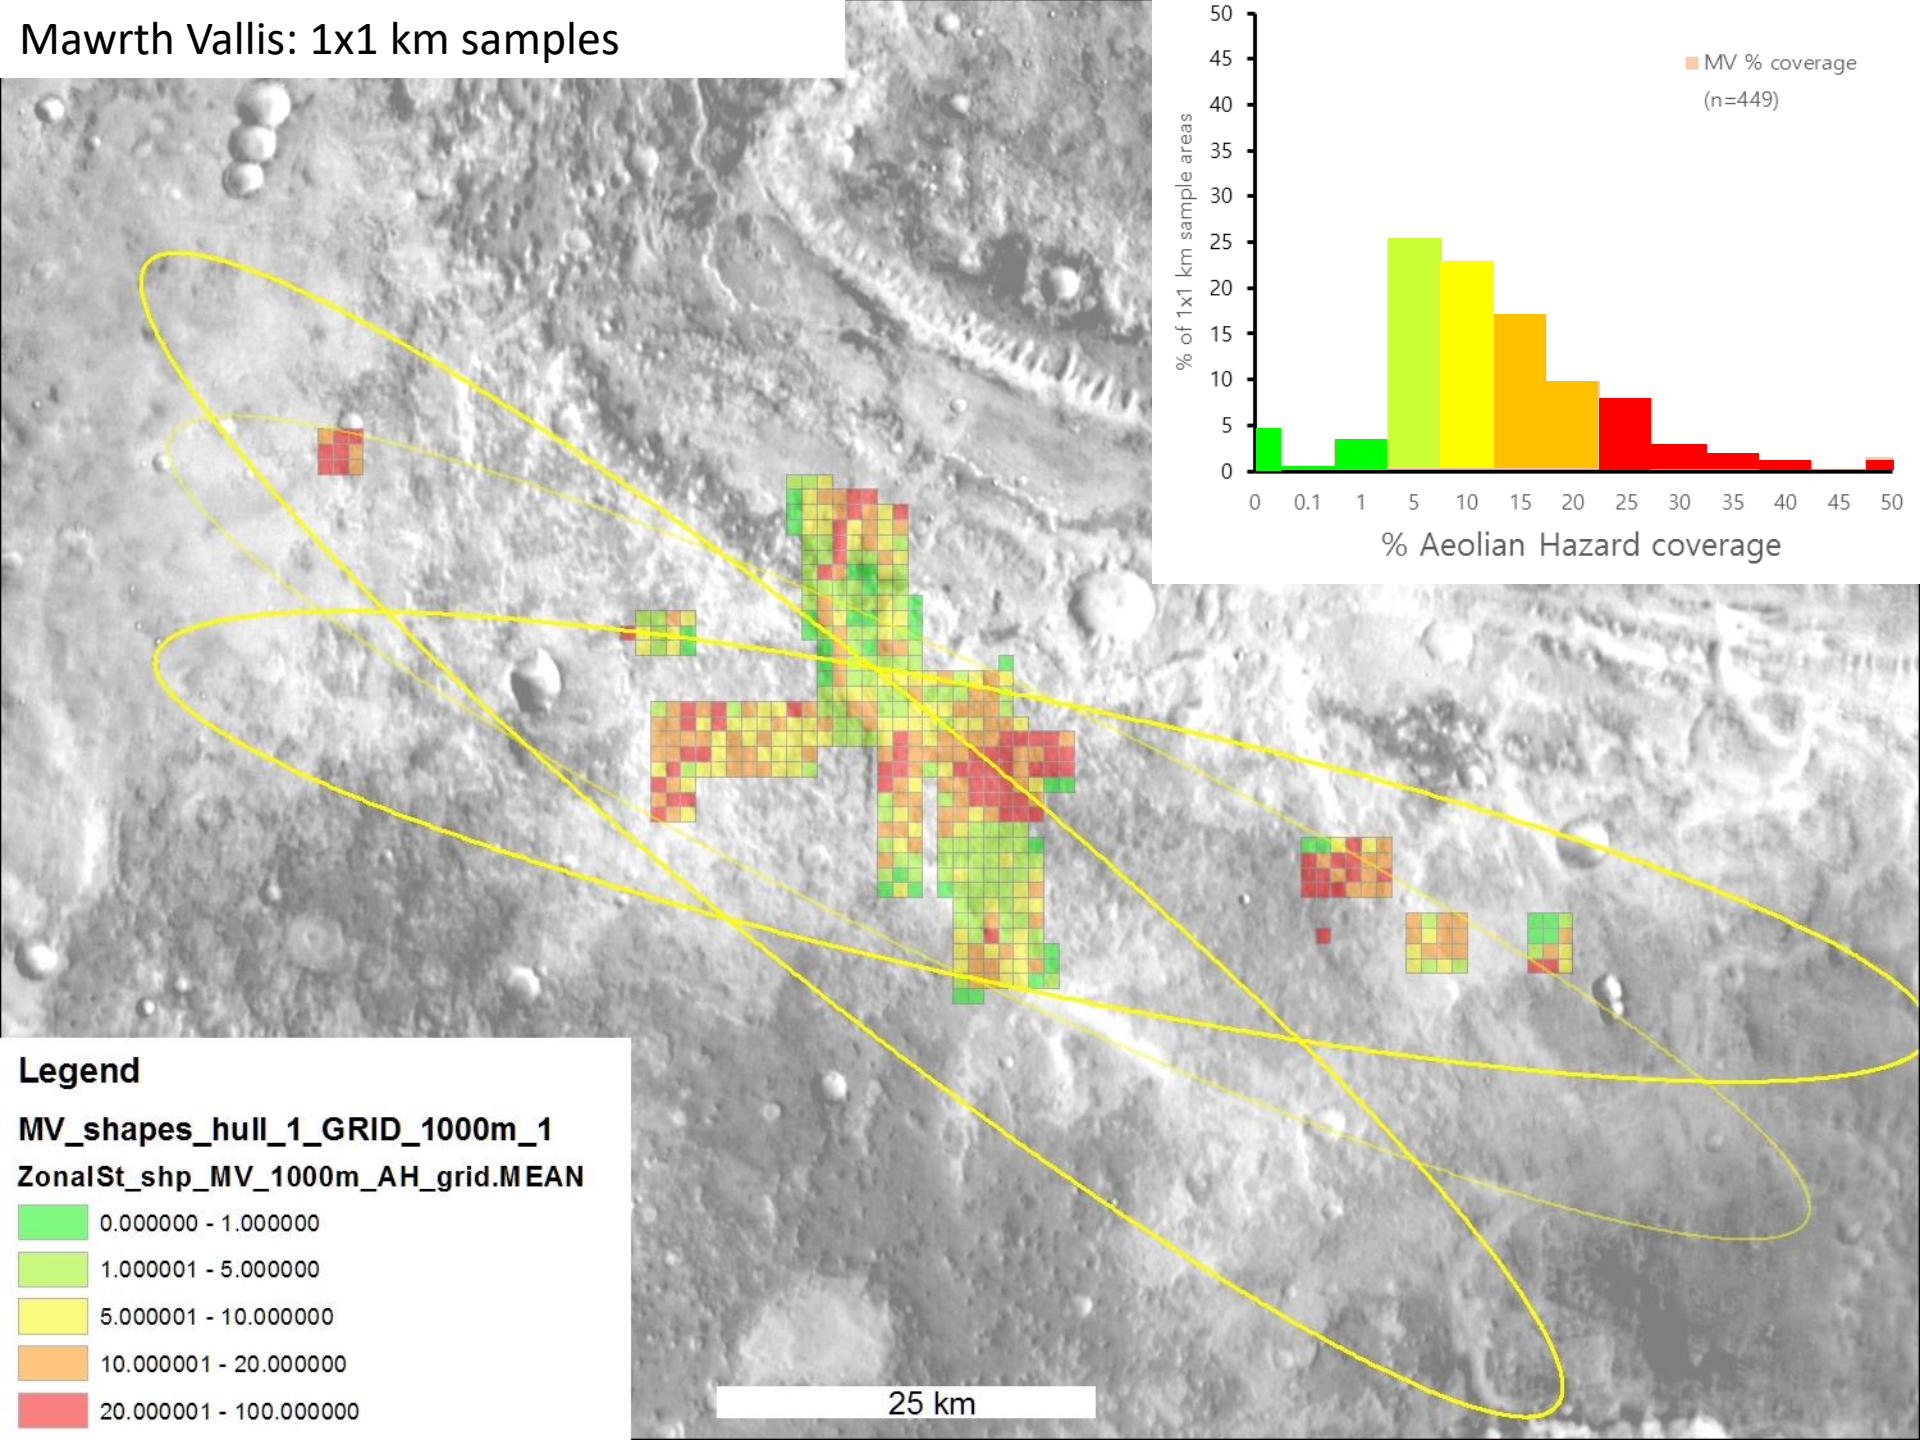 Mawrth Vallis: 1x1 km samples
50
45
40
35
30
25
20
15
10
5
0
% of 1x1 km sample areas
MV % coverage
(n=449)
0 0.1 1 5 10 15 20 25 30 35 40 45 50
% Aeolian Hazard coverage
Legend
MV_shapes_hull_1_GRID_1000m_1
ZonalSt_shp_MV_1000m_AH_grid.MEAN
0.000000 - 1.000000
1.000001 - 5.000000
5.000001 - 10.000000
10.000001 - 20.000000
20.000001 - 100.000000
25 km